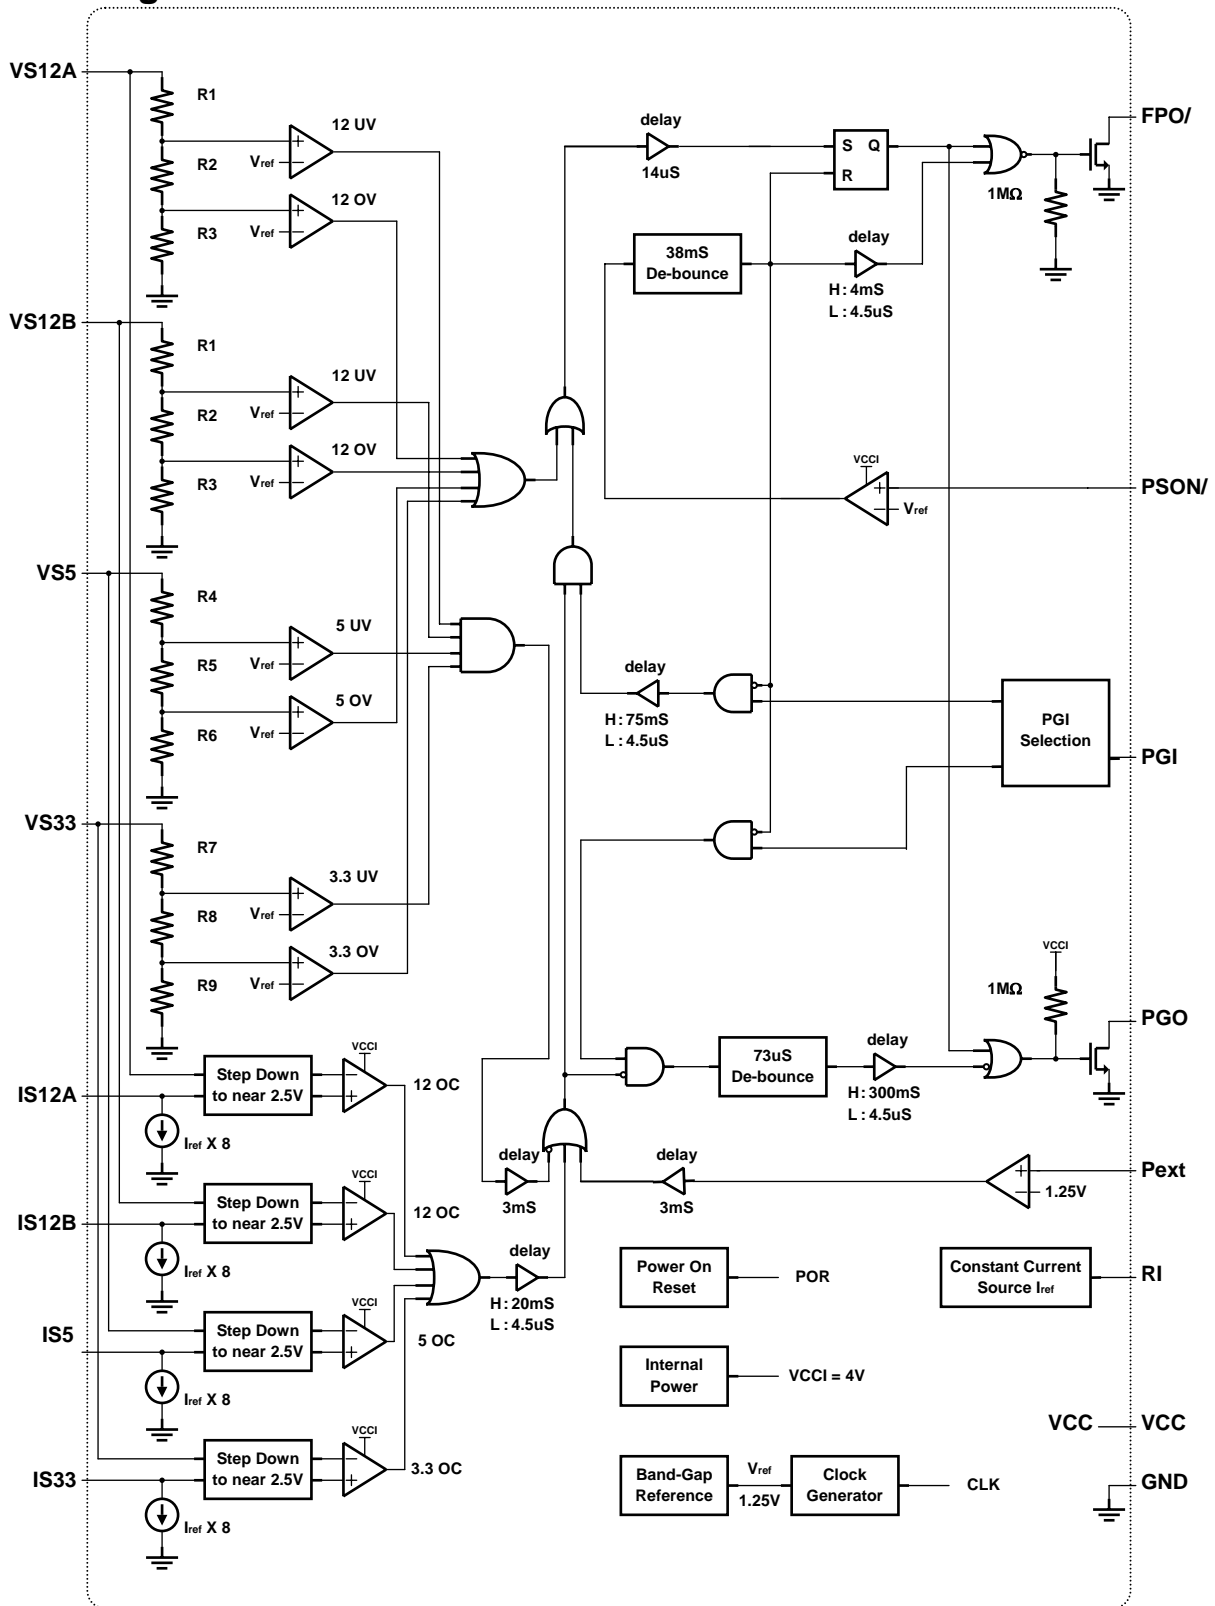 g
VS12A
R1
12 UV
Vref
R2
12 OV
Vref
R3
delay
14uS
S Q
R
1MΩ
FPO/
38mS
De-bounce
delay
H : 4mS
L : 4.5uS
VS12B
R1
12 UV
Vref
R2
12 OV
Vref
R3
VCCI
+
−
Vref
PSON/
VS5
R4
5 UV
Vref
R5
5 OV
Vref
R6
delay
H : 75mS
L : 4.5uS
PGI
Selection
PGI
VS33
R7
3.3 UV
Vref
R8
3.3 OV
Vref
R9
VCCI
1MΩ
PGO
73uS
De-bounce
delay
H : 300mS
L : 4.5uS
Step Down
to near 2.5V
VCCI
12 OC
IS12A
Iref X 8
delay
3mS
delay
3mS
+
−
1.25V
Pext
Step Down
to near 2.5V
VCCI
12 OC
IS12B
Iref X 8
delay
H : 20mS
L : 4.5uS
Power On
Reset
POR
Constant Current
Source Iref
RI
IS5
Step Down
to near 2.5V
VCCI
5 OC
Iref X 8
Internal
Power
VCCI = 4V
VCC
VCC
Step Down
to near 2.5V
VCCI
3.3 OC
IS33
Iref X 8
Band-Gap
Reference
Vref
1.25V
Clock
Generator
CLK
GND